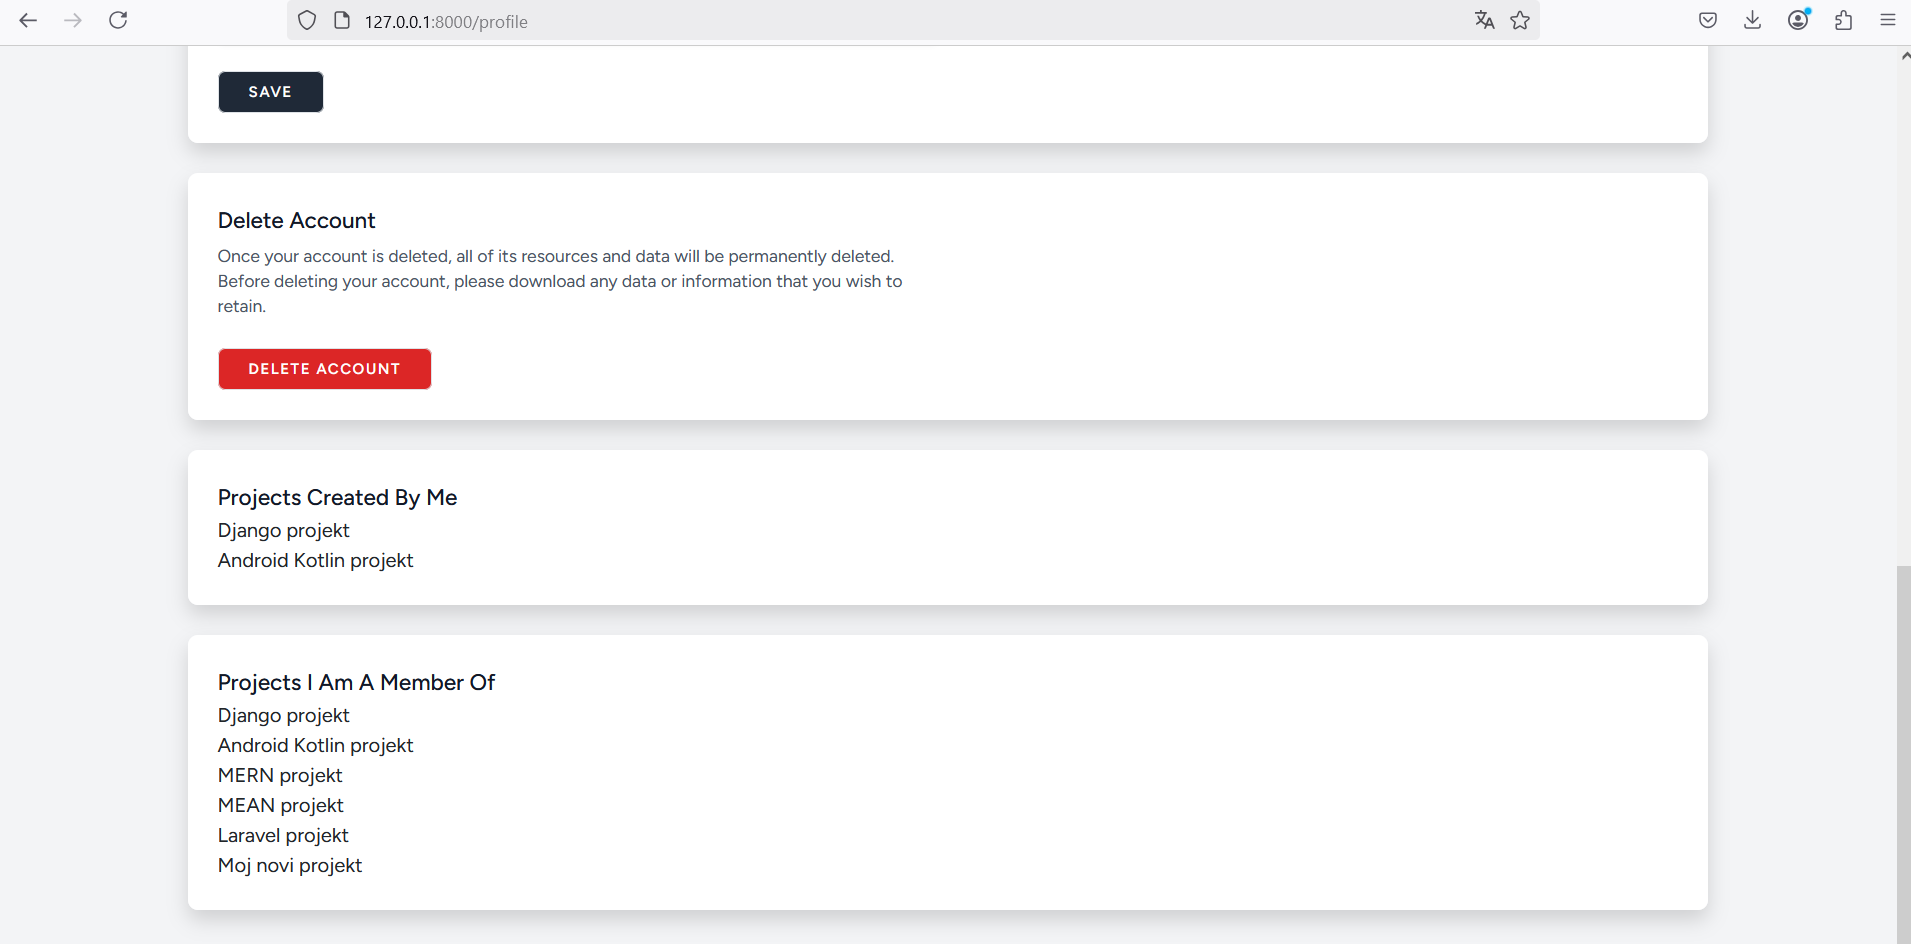 127.0.0.1:8000/profile
SAVE
Delete Account
Once your account is deleted, all of its resources and data will be permanently deleted.
Before deleting your account, please download any data or information that you wish to
retain.
DELETE ACCOUNT
Projects Created By Me
Django projekt
Android Kotlin projekt
Projects I Am A Member Of
Django projekt
Android Kotlin projekt
MERN projekt
MEAN projekt
Laravel projekt
Moj novi projekt